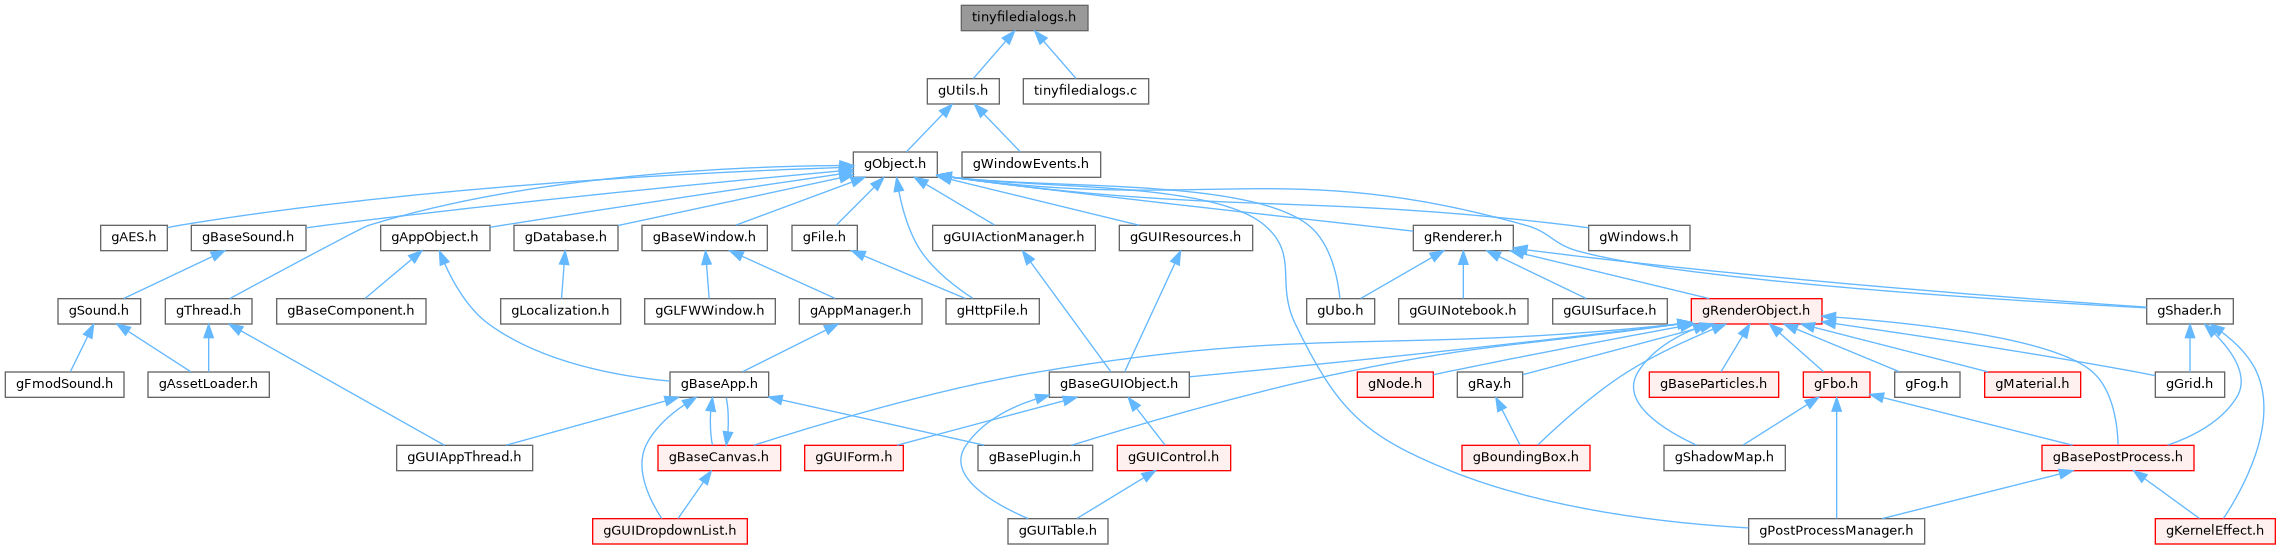 tinyfiledialogs.h
gUtils.h
tinyfiledialogs.c
gObject.h
gWindowEvents.h
gAES.h
gBaseSound.h
gAppObject.h
gDatabase.h
gBaseWindow.h
gFile.h
gGUIActionManager.h
gGUIResources.h
gRenderer.h
gWindows.h
gSound.h
gThread.h
gBaseComponent.h
gLocalization.h
gGLFWWindow.h
gAppManager.h
gHttpFile.h
gUbo.h
gGUINotebook.h
gGUISurface.h
gRenderObject.h
gShader.h
gFmodSound.h
gAssetLoader.h
gBaseApp.h
gBaseGUIObject.h
gNode.h
gRay.h
gBaseParticles.h
gFbo.h
gFog.h
gMaterial.h
gGrid.h
gGUIAppThread.h
gBaseCanvas.h
gGUIForm.h
gBasePlugin.h
gGUIControl.h
gBoundingBox.h
gShadowMap.h
gBasePostProcess.h
gGUIDropdownList.h
gGUITable.h
gPostProcessManager.h
gKernelEffect.h